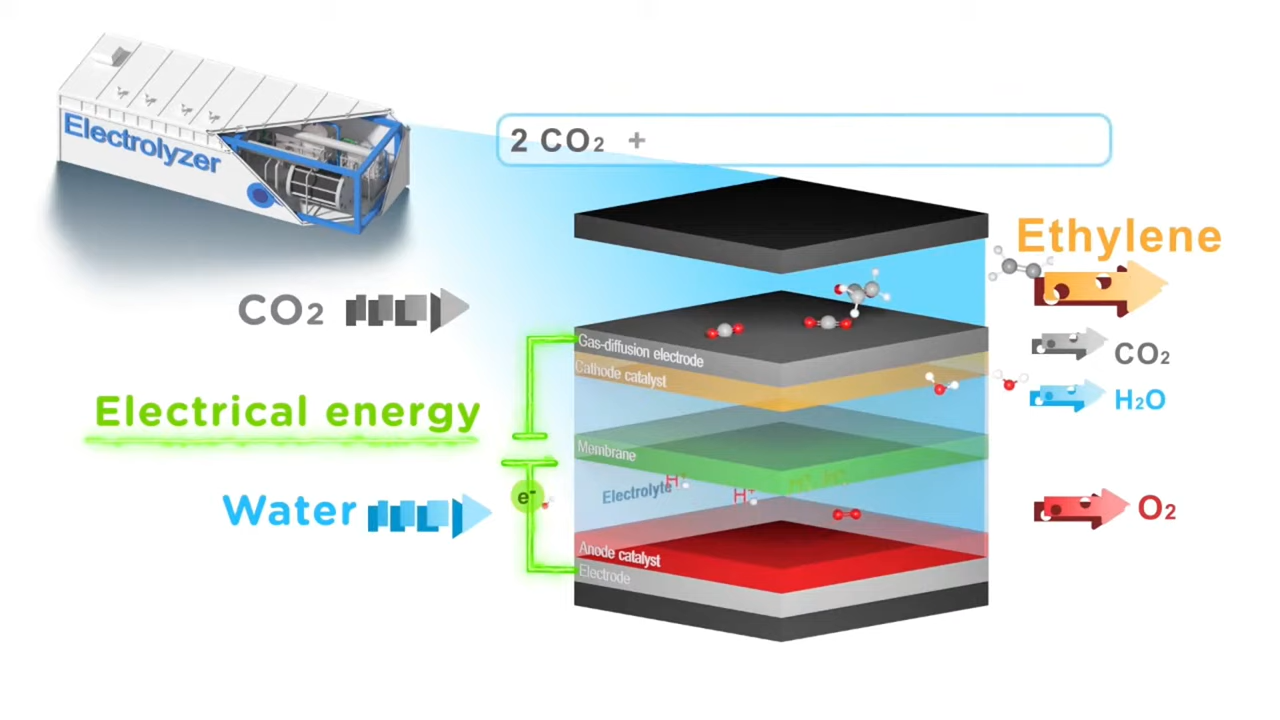 Electrolyzer
2 CO₂ +
Ethylene
CO₂
Gas-diffusion electrode
CO₂
Cathode catalyst
H₂O
Electrical energy
Membrane
H⁺
H⁺
H⁺ H⁺
Electrolyte
e⁻
Water
O₂
Anode catalyst
Electrode